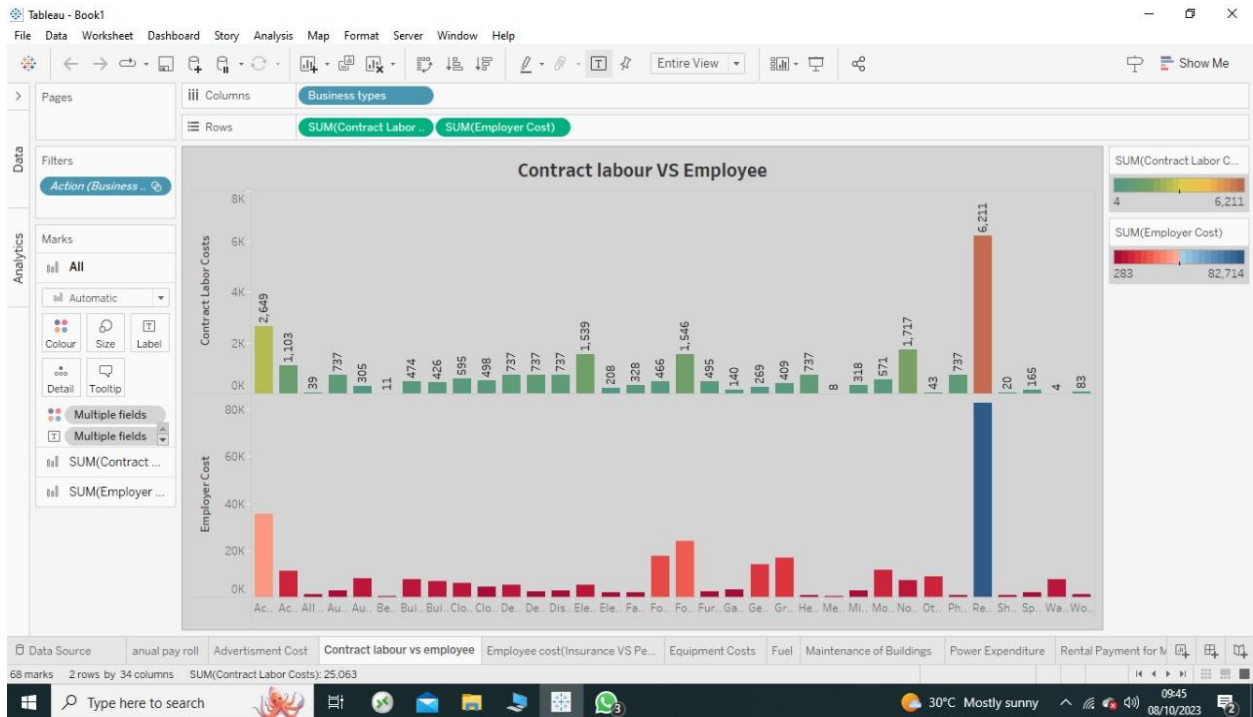 Tableau - Book1
File Data Worksheet Dashboard Story Analysis Map Format Server Window Help
Entire View
Show Me
Pages
iii Columns
Business types
Rows
SUM(Contract Labor .. SUM(Employer Cost)
Data
Analytics
Filters
Action (Business ..
Marks
All
Automatic
Colour Size Label
Detail Tooltip
Multiple fields
Multiple fields
SUM(Contract ...
SUM(Employer ...
Contract labour VS Employee
Contract Labor Costs
8K
6K
4K
2K
0K
2,649 1,103 39 737 305 11 474 426 595 498 737 737 737 1,539 208 328 466 1,546 495 140 269 409 737 8 318 571 1,717 43 737 6,211 20 165 4 83
Employer Cost
80K
60K
40K
20K
0K
Ac.. Ac.. All .. Au.. Au.. Be.. Bui.. Bui.. Clo.. Clo.. De.. De.. Dis.. Ele.. Ele.. Fa.. Fo.. Fo.. Fur.. Ga.. Ge.. Gr.. He.. Me.. Mi.. Mo.. No.. Ot.. Ph.. Re.. Sh.. Sp.. Wa.. Wo..
SUM(Contract Labor C...
4 6,211
SUM(Employer Cost)
283 82,714
Data Source anual pay roll Advertisment Cost Contract labour vs employee Employee cost(Insurance VS Pe... Equipment Costs Fuel Maintenance of Buildings Power Expenditure Rental Payment for M
68 marks 2 rows by 34 columns SUM(Contract Labor Costs): 25,063
Type here to search
3
30°C Mostly sunny
09:45
08/10/2023
2